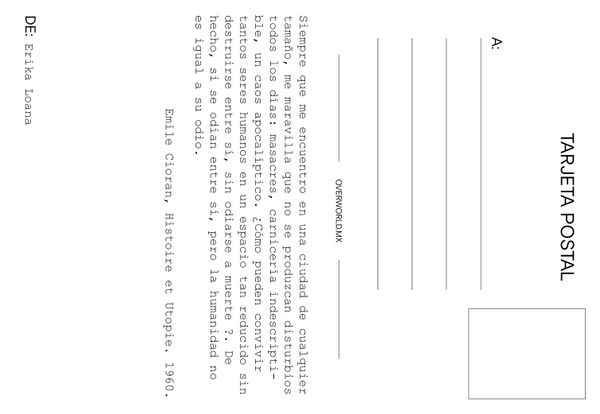 TARJETA POSTAL
A:
OVERWORLD.MX
Siempre que me encuentro en una ciudad de cualquier
tamaño, me maravilla que no se produzcan disturbios
todos los días: masacres, carnicería indescripti-
ble, un caos apocalíptico. ¿Cómo pueden convivir
tantos seres humanos en un espacio tan reducido sin
destruirse entre sí, sin odiarse a muerte ?. De
hecho, si se odian entre sí, pero la humanidad no
es igual a su odio.
Emile Cioran, Histoire et Utopie. 1960.
DE: Erika Loana